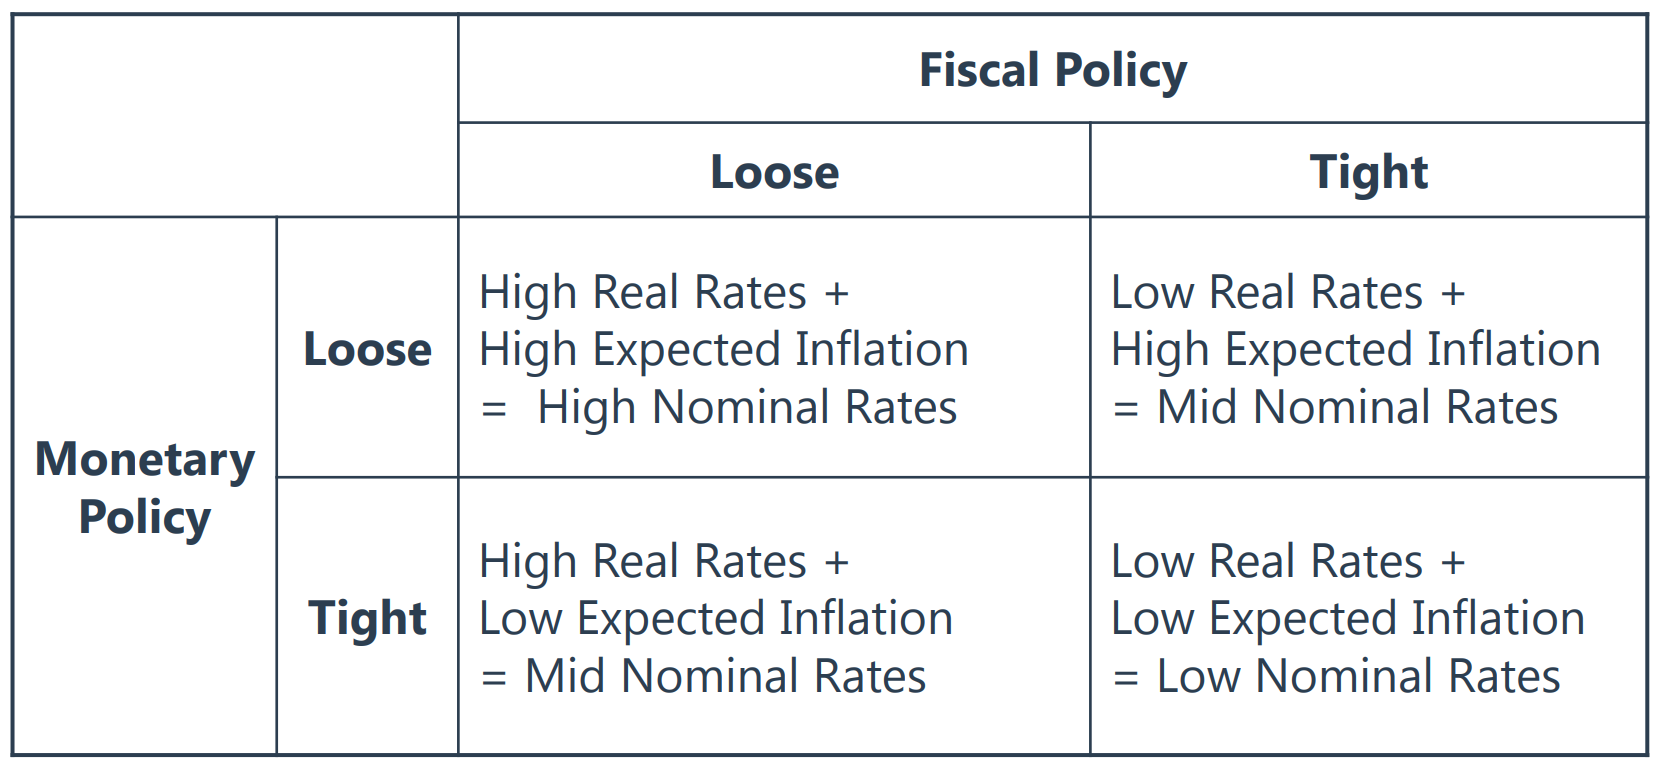 Fiscal Policy
Loose
Tight
Monetary
Policy
Loose
High Real Rates +
High Expected Inflation
= High Nominal Rates
Low Real Rates +
High Expected Inflation
= Mid Nominal Rates
Tight
High Real Rates +
Low Expected Inflation
= Mid Nominal Rates
Low Real Rates +
Low Expected Inflation
= Low Nominal Rates